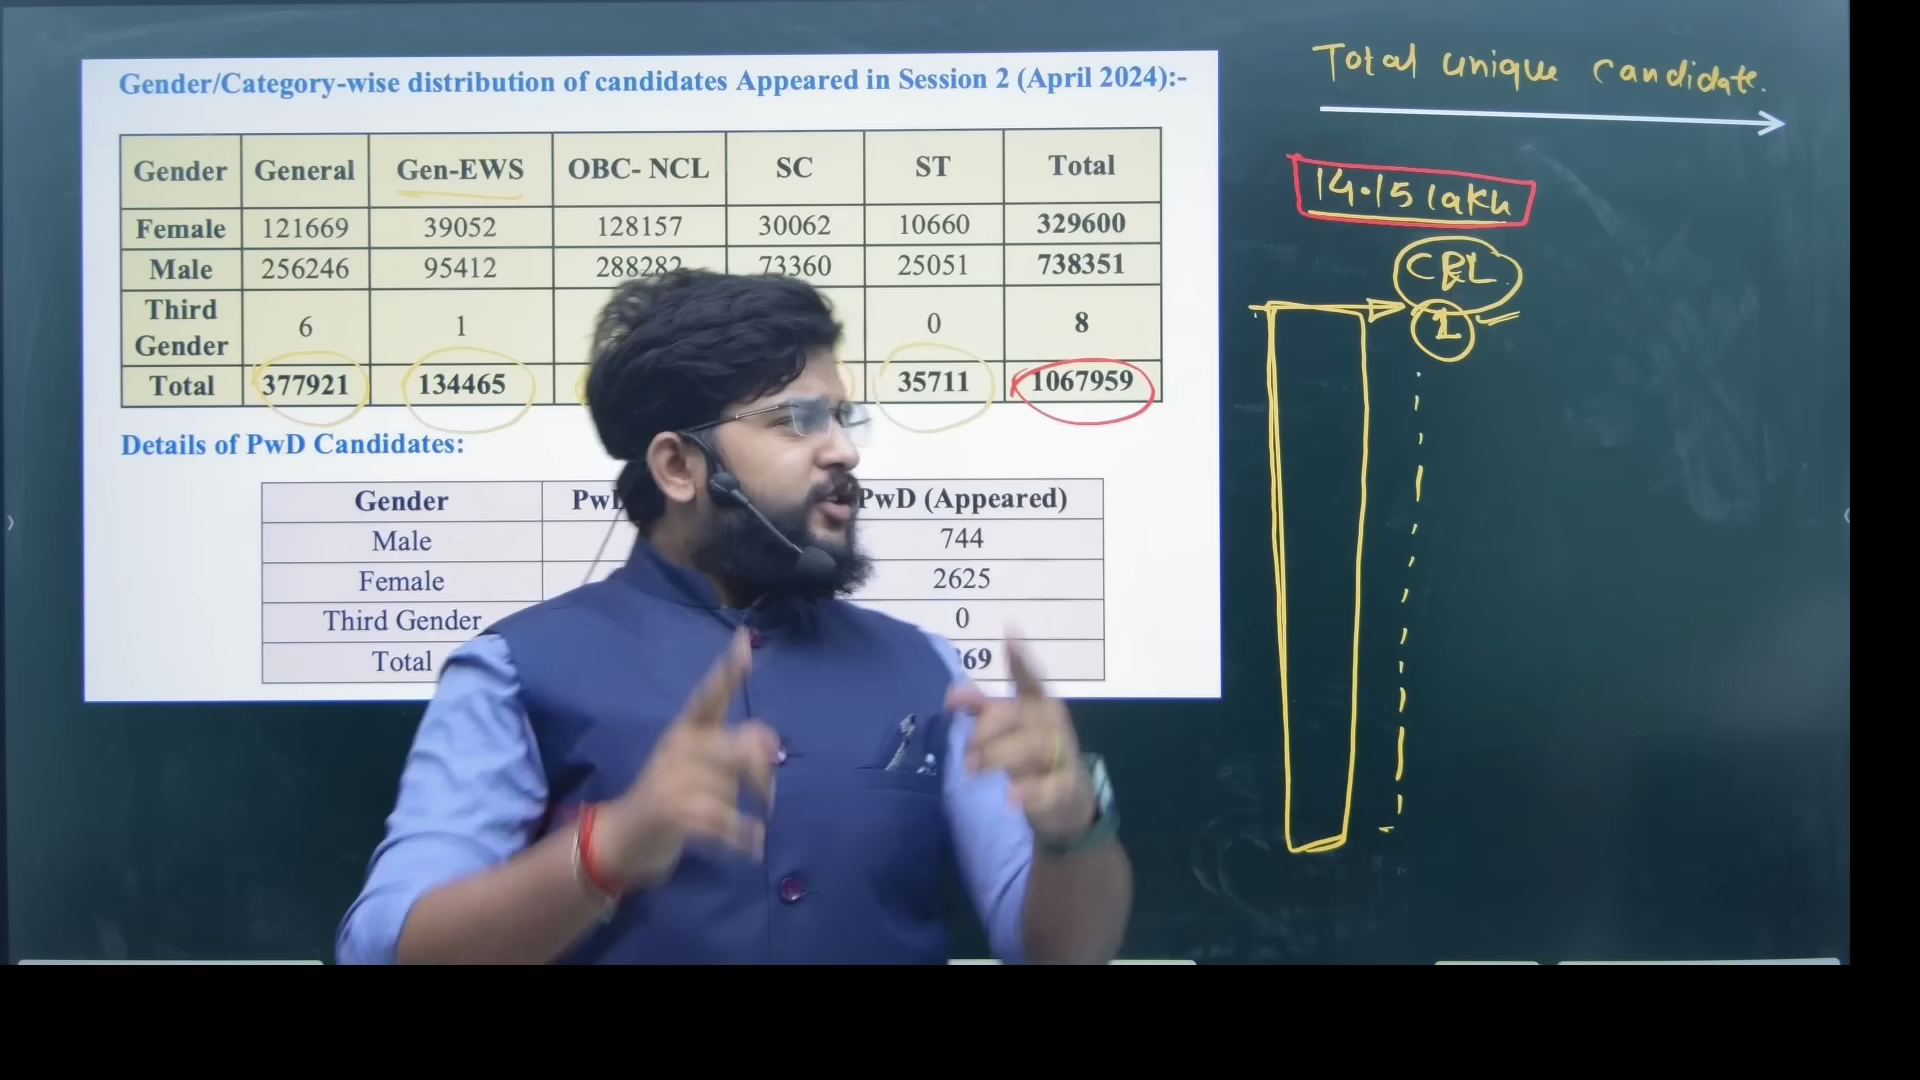 Total unique candidate.
14.15 lakh
CRL
1
Gender/Category-wise distribution of candidates Appeared in Session 2 (April 2024):-
Gender General Gen-EWS OBC- NCL SC ST Total
Female 121669 39052 128157 30062 10660 329600
Male 256246 95412 288282 73360 25051 738351
Third Gender 6 1 0 8
Total 377921 134465 35711 1067959
Details of PwD Candidates:
Gender PwD (Appeared)
Male 744
Female 2625
Third Gender 0
Total